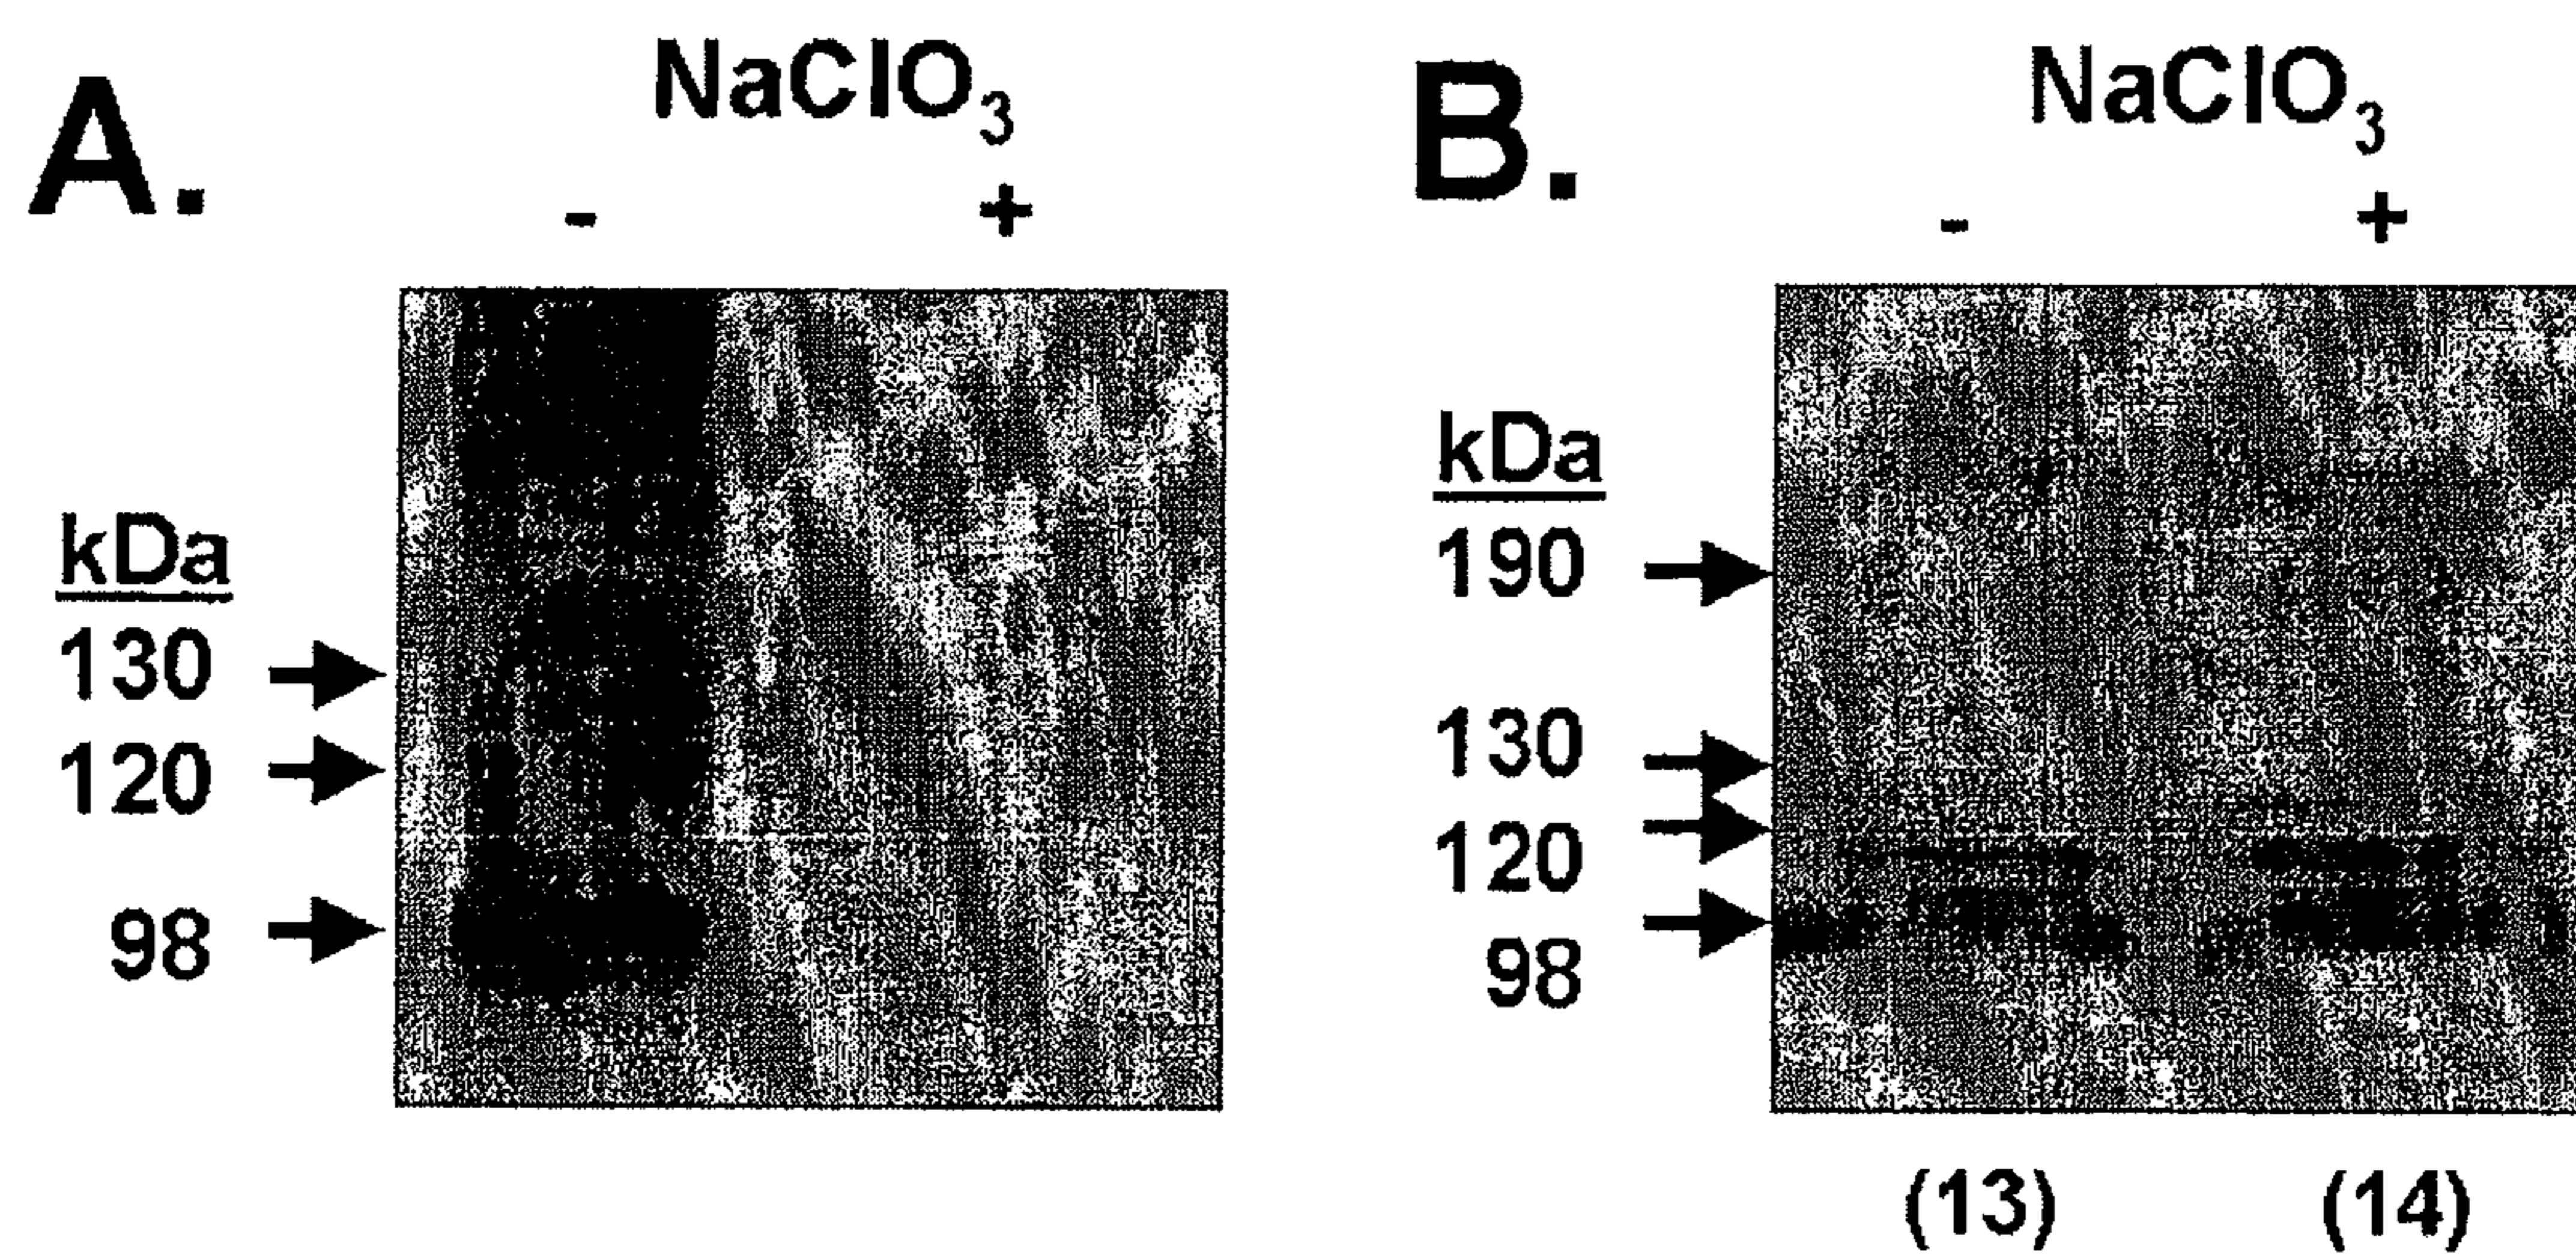 A.
NaClO₃
- +
kDa
130
120
98
B.
NaClO₃
- +
kDa
190
130
120
98
(13) (14)